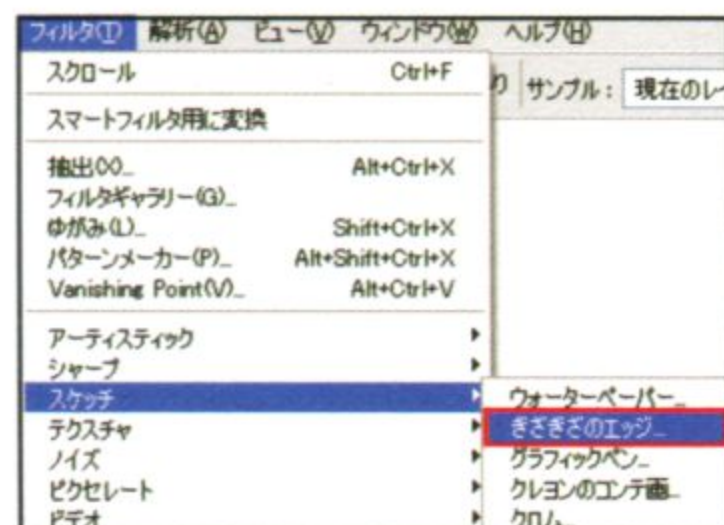 フィルタ(T) 解析(A) ビュー(V) ウィンドウ(W) ヘルプ(H)
スクロール Ctrl+F
サンプル： 現在のレイ
スマートフィルタ用に変換
抽出(X)... Alt+Ctrl+X
フィルタギャラリー(G)...
ゆがみ(L)... Shift+Ctrl+X
パターンメーカー(P)... Alt+Shift+Ctrl+X
Vanishing Point(V)... Alt+Ctrl+V
アーティスティック
シャープ
スケッチ
ウォーターペーパー...
テクスチャ
ぎざぎざのエッジ...
ノイズ
グラフィックペン...
ピクセレート
クレヨンのコンテ画...
ビデオ
クロム